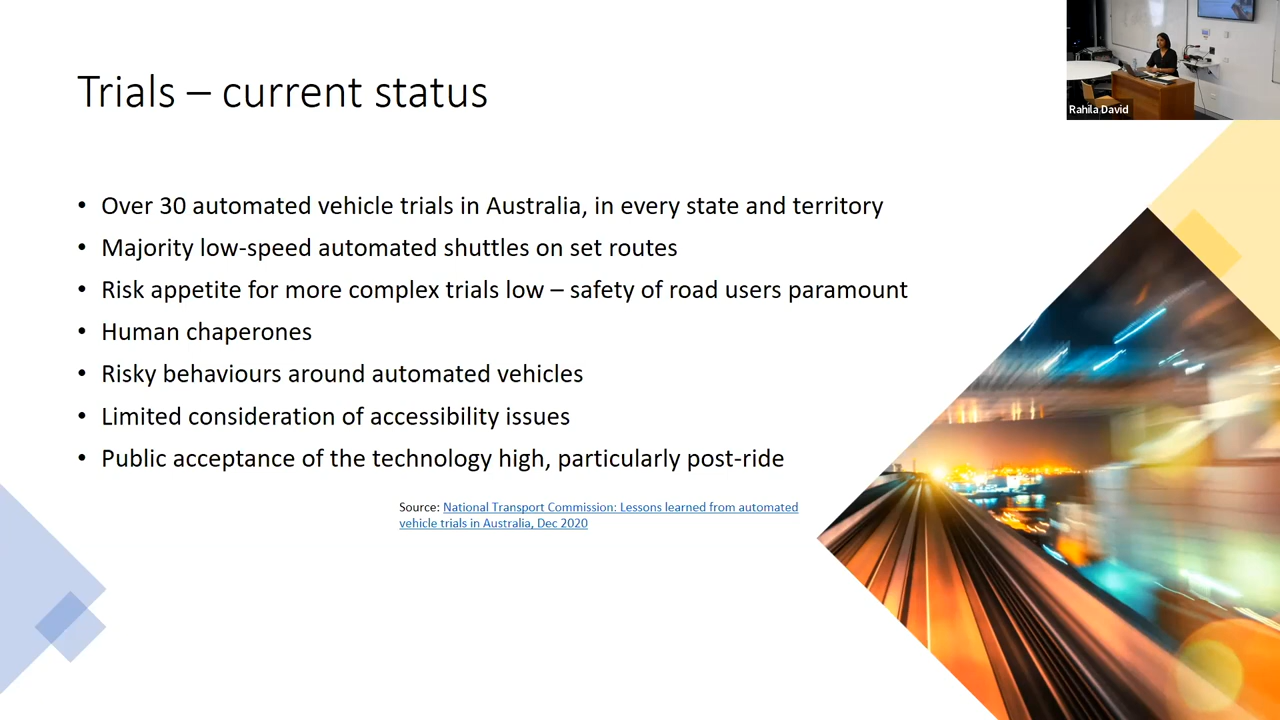 Trials – current status
• Over 30 automated vehicle trials in Australia, in every state and territory
• Majority low-speed automated shuttles on set routes
• Risk appetite for more complex trials low – safety of road users paramount
• Human chaperones
• Risky behaviours around automated vehicles
• Limited consideration of accessibility issues
• Public acceptance of the technology high, particularly post-ride
Source: National Transport Commission: Lessons learned from automated
vehicle trials in Australia, Dec 2020
Rahila David